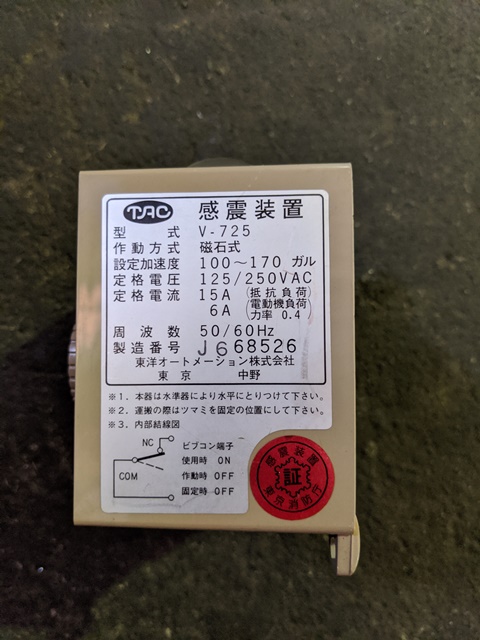 TAC 感震装置
型式 V-725
作動方式 磁石式
設定加速度 100～170 ガル
定格電圧 125/250VAC
定格電流 15A (抵抗負荷)
6A (電動機負荷 力率 0.4)
周波数 50/60Hz
製造番号 J668526
東洋オートメーション株式会社
東京 中野
※1. 本器は水準器により水平にとりつけて下さい。
※2. 運搬の際はツマミを固定の位置にして下さい。
※3. 内部結線図
NC
COM
ピブコン端子
使用時 ON
作動時 OFF
固定時 OFF
感震装置
証
東京消防庁